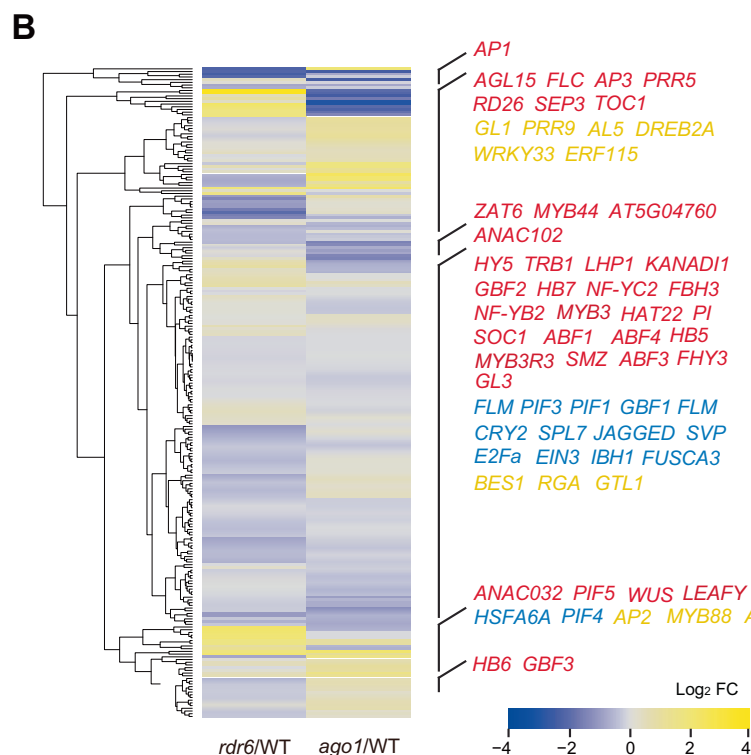 B
AP1
AGL15 FLC AP3 PRR5
RD26 SEP3 TOC1
GL1 PRR9 AL5 DREB2A
WRKY33 ERF115
ZAT6 MYB44 AT5G04760
ANAC102
HY5 TRB1 LHP1 KANADI1
GBF2 HB7 NF-YC2 FBH3
NF-YB2 MYB3 HAT22 PI
SOC1 ABF1 ABF4 HB5
MYB3R3 SMZ ABF3 FHY3
GL3
FLM PIF3 PIF1 GBF1 FLM
CRY2 SPL7 JAGGED SVP
E2Fa EIN3 IBH1 FUSCA3
BES1 RGA GTL1
ANAC032 PIF5 WUS LEAFY
HSFA6A PIF4 AP2 MYB88
HB6 GBF3
Log₂ FC
−4 −2 0 2 4
rdr6/WT ago1/WT